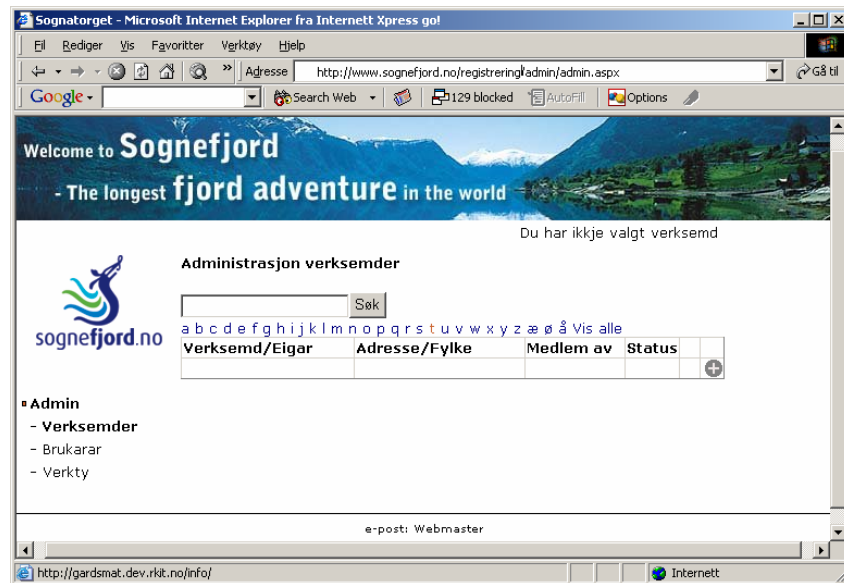 Sognatorget - Microsoft Internet Explorer fra Internett Xpress go!
Fil Rediger Vis Favoritter Verktøy Hjelp
» Adresse http://www.sognefjord.no/registrering/admin/admin.aspx Gå til
Google Search Web 129 blocked AutoFill Options
Welcome to Sognefjord
- The longest fjord adventure in the world
Du har ikkje valgt verksemd
sognefjord.no
Administrasjon verksemder
Søk
a b c d e f g h i j k l m n o p q r s t u v w x y z æ ø å Vis alle
Verksemd/Eigar Adresse/Fylke Medlem av Status
Admin
- Verksemder
- Brukarar
- Verkty
e-post: Webmaster
http://gardsmat.dev.rkit.no/info/ Internett